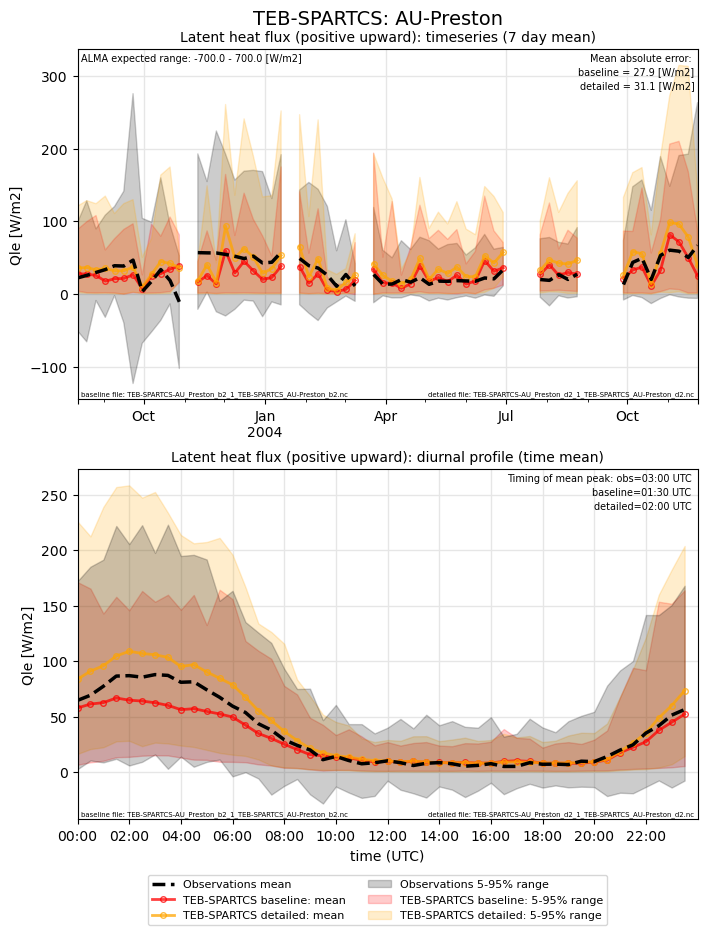 TEB-SPARTCS: AU-Preston
Latent heat flux (positive upward): timeseries (7 day mean)
ALMA expected range: -700.0 - 700.0 [W/m2]
Mean absolute error:
baseline = 27.9 [W/m2]
detailed = 31.1 [W/m2]
300
200
100
0
−100
Qle [W/m2]
baseline file: TEB-SPARTCS-AU_Preston_b2_1_TEB-SPARTCS_AU-Preston_b2.nc
detailed file: TEB-SPARTCS-AU_Preston_d2_1_TEB-SPARTCS_AU-Preston_d2.nc
Oct Jan Apr Jul Oct
2004
Latent heat flux (positive upward): diurnal profile (time mean)
Timing of mean peak: obs=03:00 UTC
baseline=01:30 UTC
detailed=02:00 UTC
250
200
150
100
50
0
Qle [W/m2]
baseline file: TEB-SPARTCS-AU_Preston_b2_1_TEB-SPARTCS_AU-Preston_b2.nc
detailed file: TEB-SPARTCS-AU_Preston_d2_1_TEB-SPARTCS_AU-Preston_d2.nc
00:00 02:00 04:00 06:00 08:00 10:00 12:00 14:00 16:00 18:00 20:00 22:00
time (UTC)
Observations mean
TEB-SPARTCS baseline: mean
TEB-SPARTCS detailed: mean
Observations 5-95% range
TEB-SPARTCS baseline: 5-95% range
TEB-SPARTCS detailed: 5-95% range